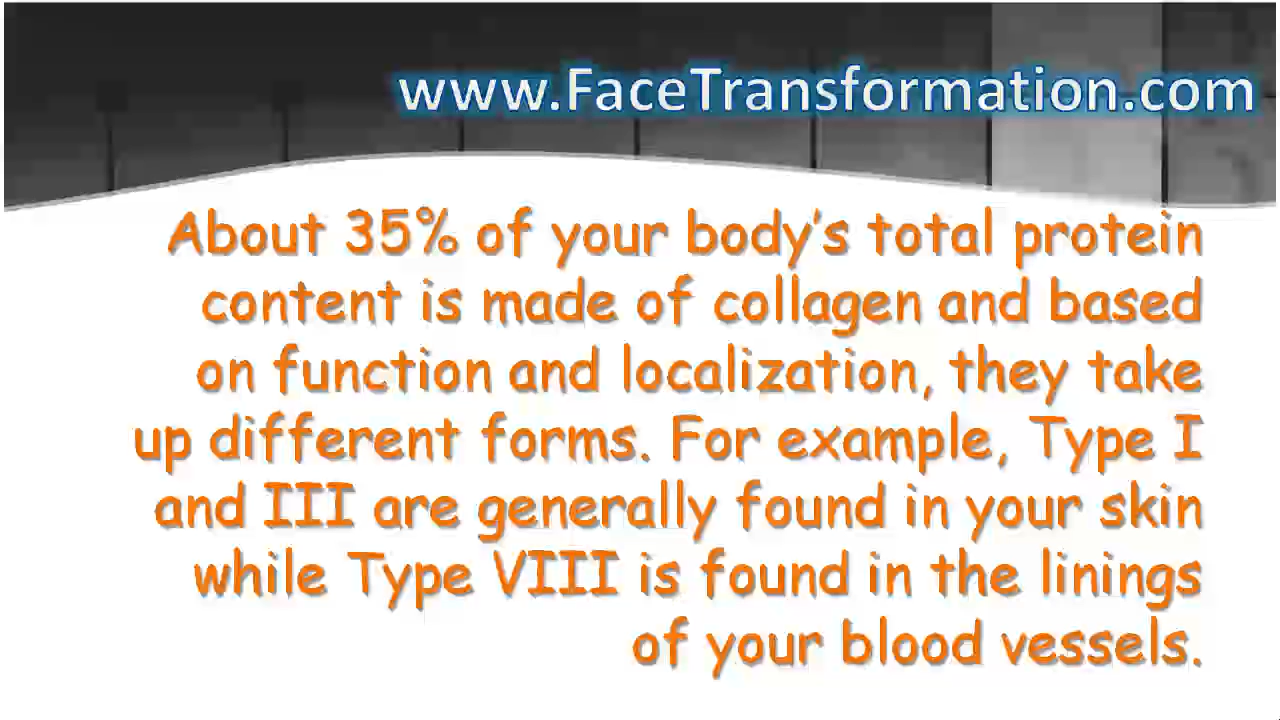 www.FaceTransformation.com
About 35% of your body's total protein
content is made of collagen and based
on function and localization, they take
up different forms. For example, Type I
and III are generally found in your skin
while Type VIII is found in the linings
of your blood vessels.